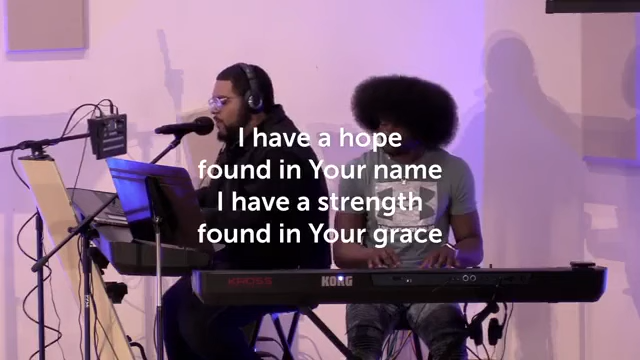 I have a hope
found in Your name
I have a strength
found in Your grace
KROSS
KORG